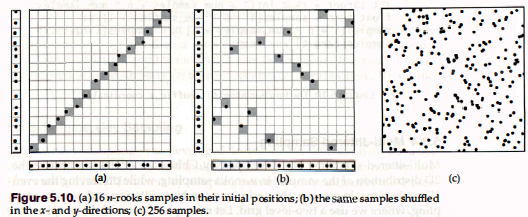 (a)
(b)
(c)
Figure 5.10. (a) 16 n-rooks samples in their initial positions; (b) the same samples shuffled
in the x- and y-directions; (c) 256 samples.